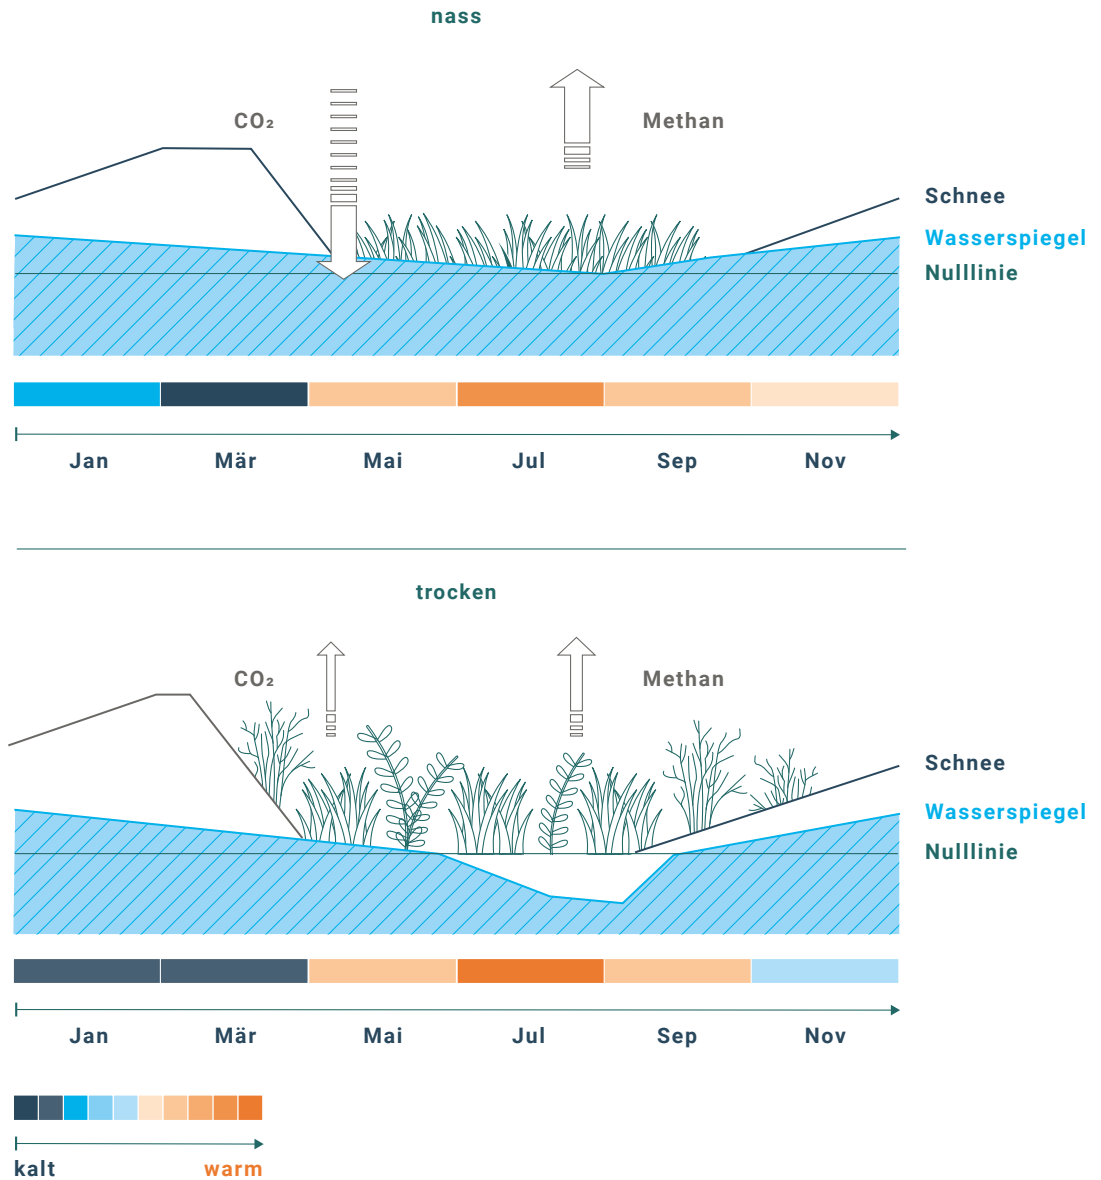 nass
CO₂
Methan
Schnee
Wasserspiegel
Nulllinie
Jan Mär Mai Jul Sep Nov
trocken
CO₂
Methan
Schnee
Wasserspiegel
Nulllinie
Jan Mär Mai Jul Sep Nov
kalt warm